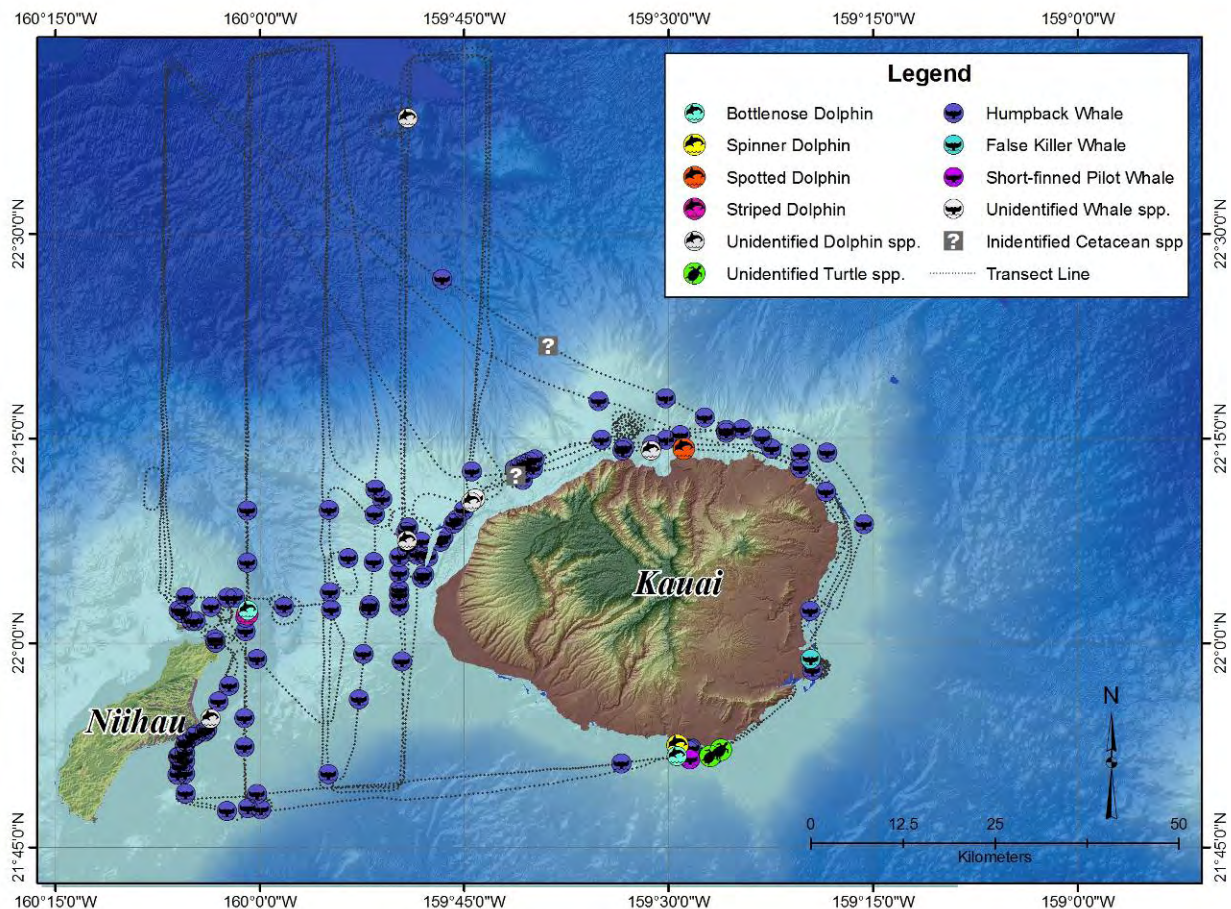 160°15'0"W 160°0'0"W 159°45'0"W 159°30'0"W 159°15'0"W 159°0'0"W
Legend
Bottlenose Dolphin
Spinner Dolphin
Spotted Dolphin
Striped Dolphin
Unidentified Dolphin spp.
Unidentified Turtle spp.
Humpback Whale
False Killer Whale
Short-finned Pilot Whale
Unidentified Whale spp.
? Inidentified Cetacean spp
Transect Line
22°30'0"N 22°30'0"N
?
22°15'0"N 22°15'0"N
?
Kauai
22°0'0"N 22°0'0"N
Niihau
N
0 12.5 25 50
Kilometers
21°45'0"N 21°45'0"N
160°15'0"W 160°0'0"W 159°45'0"W 159°30'0"W 159°15'0"W 159°0'0"W